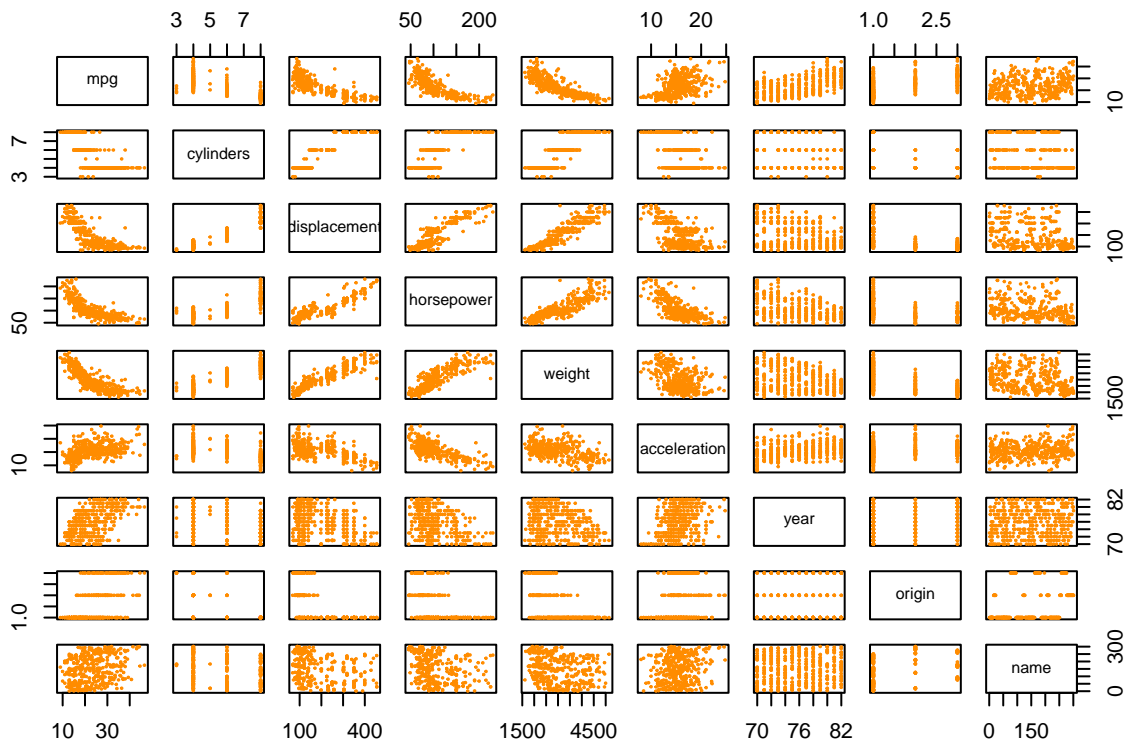 3 5 7 50 200 10 20 1.0 2.5
mpg
10
cylinders
3 7
displacement
100
horsepower
50
weight
1500
acceleration
10
year
70 82
origin
1.0
name
0 300
10 30 100 400 1500 4500 70 76 82 0 150